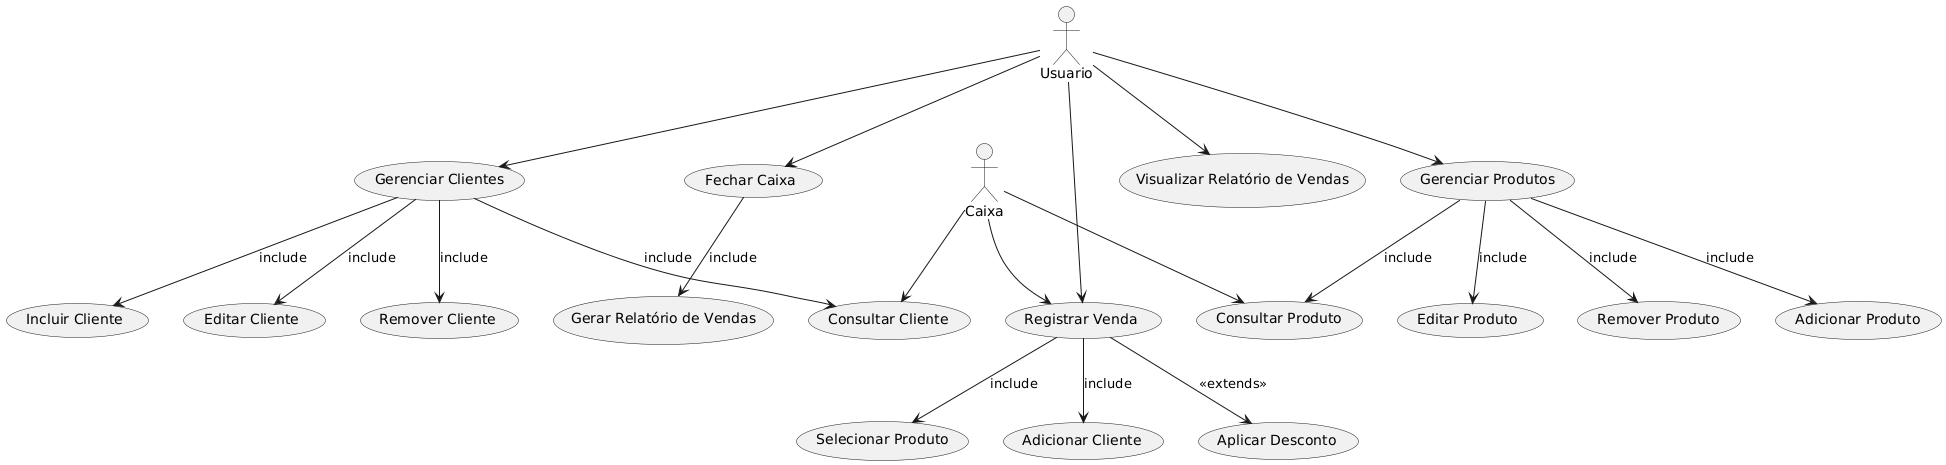 Usuario
Gerenciar Clientes
Fechar Caixa
Caixa
Visualizar Relatório de Vendas
Gerenciar Produtos
include
include
include
include
include
include
include
include
include
Incluir Cliente
Editar Cliente
Remover Cliente
Gerar Relatório de Vendas
Consultar Cliente
Registrar Venda
Consultar Produto
Editar Produto
Remover Produto
Adicionar Produto
include
include
«extends»
Selecionar Produto
Adicionar Cliente
Aplicar Desconto